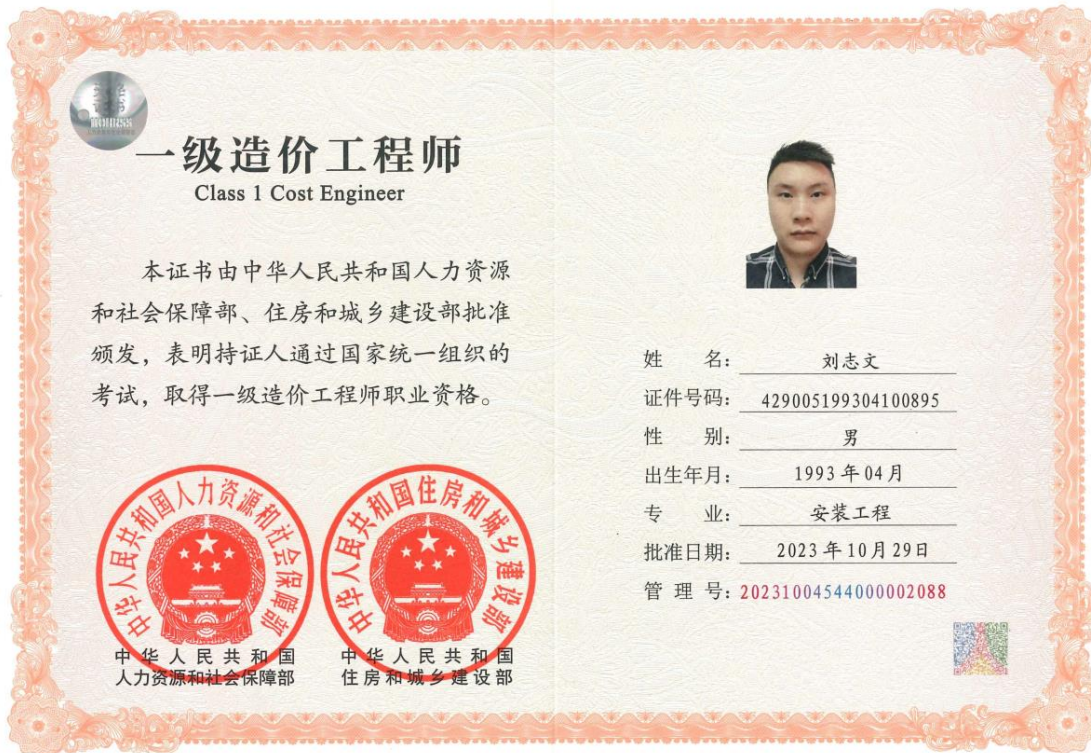 一级造价工程师
Class 1 Cost Engineer
本证书由中华人民共和国人力资源
和社会保障部、住房和城乡建设部批准
颁发，表明持证人通过国家统一组织的
考试，取得一级造价工程师职业资格。
中华人民共和国人力资源和社会保障部
中华人民共和国
人力资源和社会保障部
中华人民共和国住房和城乡建设部
中华人民共和国
住房和城乡建设部
姓 名： 刘志文
证件号码： 429005199304100895
性 别： 男
出生年月： 1993年04月
专 业： 安装工程
批准日期： 2023年10月29日
管 理 号： 20231004544000002088